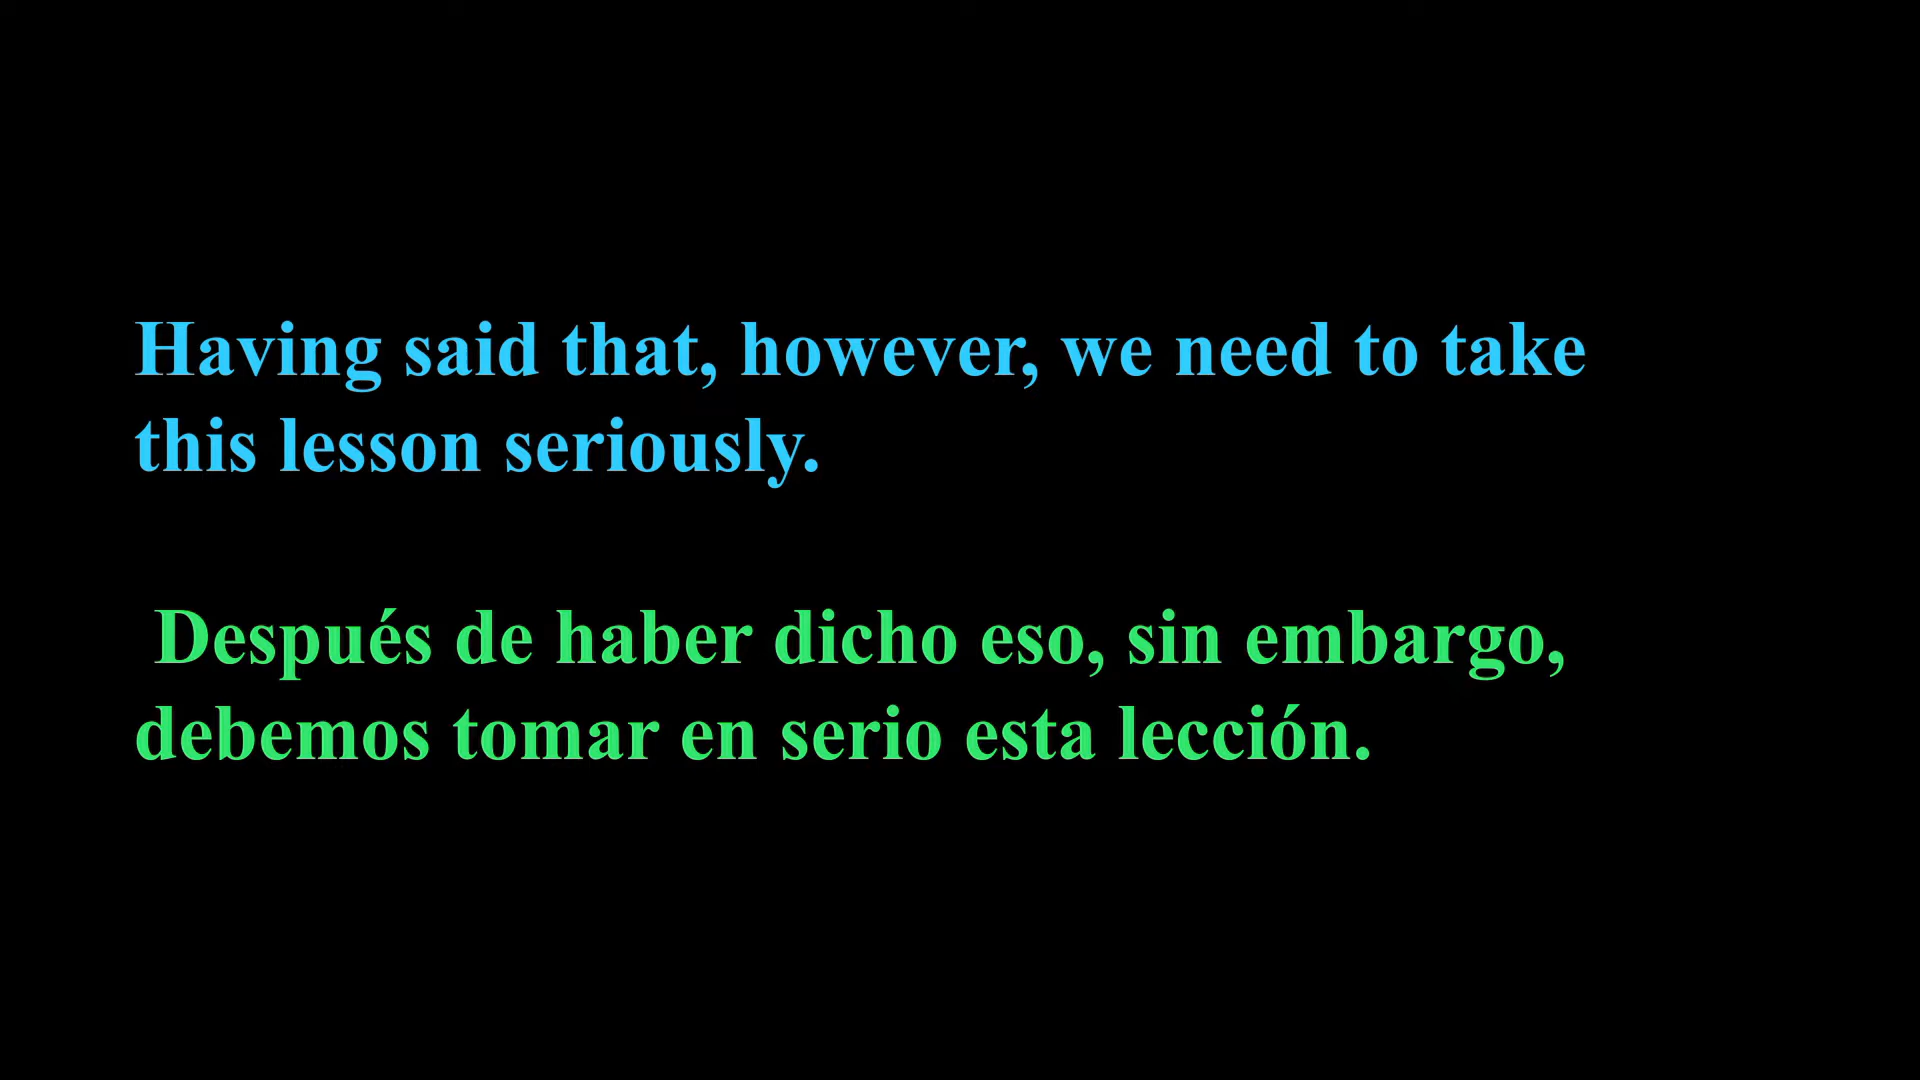 Having said that, however, we need to take
this lesson seriously.
Después de haber dicho eso, sin embargo,
debemos tomar en serio esta lección.